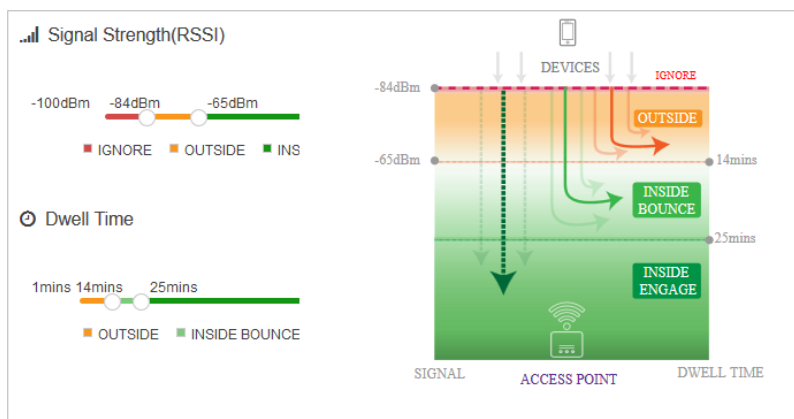 Signal Strength(RSSI)
-100dBm -84dBm -65dBm
IGNORE OUTSIDE INS
Dwell Time
1mins 14mins 25mins
OUTSIDE INSIDE BOUNCE
DEVICES
IGNORE
-84dBm
OUTSIDE
-65dBm
14mins
INSIDE
BOUNCE
25mins
INSIDE
ENGAGE
SIGNAL
ACCESS POINT
DWELL TIME